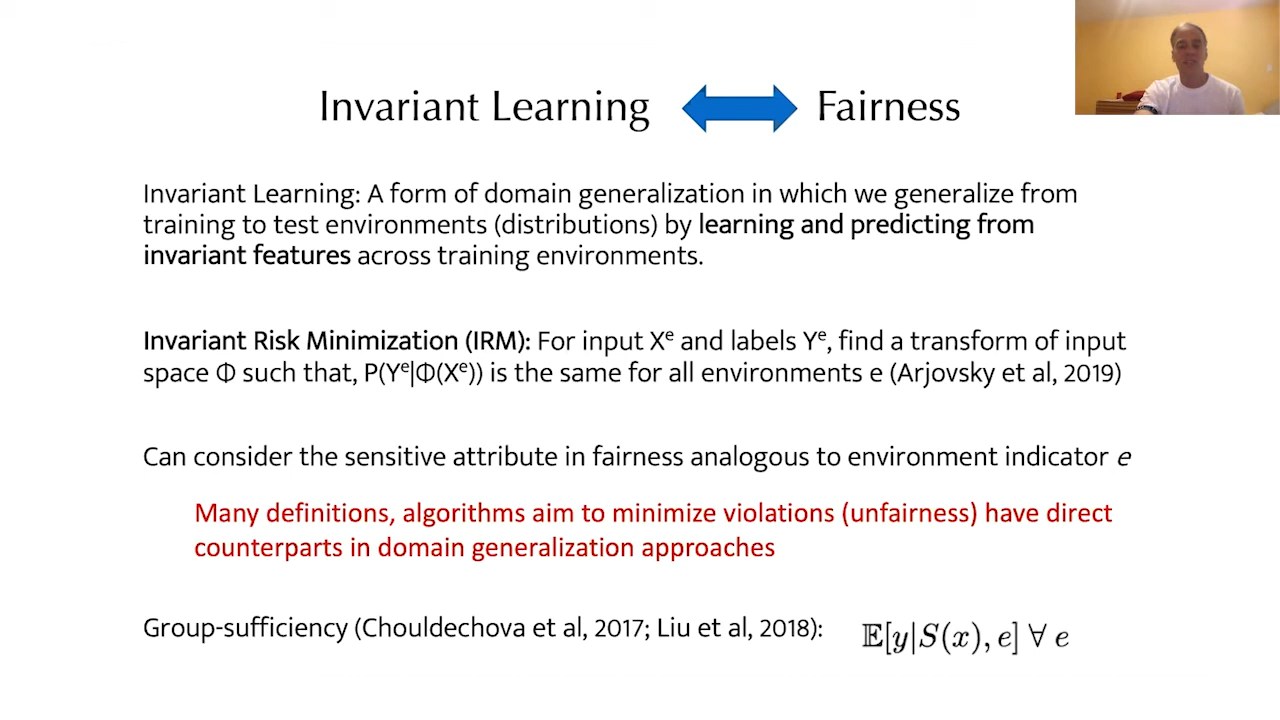 Invariant Learning Fairness
Invariant Learning: A form of domain generalization in which we generalize from
training to test environments (distributions) by learning and predicting from
invariant features across training environments.
Invariant Risk Minimization (IRM): For input Xᵉ and labels Yᵉ, find a transform of input
space Φ such that, P(Yᵉ|Φ(Xᵉ)) is the same for all environments e (Arjovsky et al, 2019)
Can consider the sensitive attribute in fairness analogous to environment indicator e
Many definitions, algorithms aim to minimize violations (unfairness) have direct
counterparts in domain generalization approaches
Group-sufficiency (Chouldechova et al, 2017; Liu et al, 2018): 𝔼[y|S(x), e] ∀ e